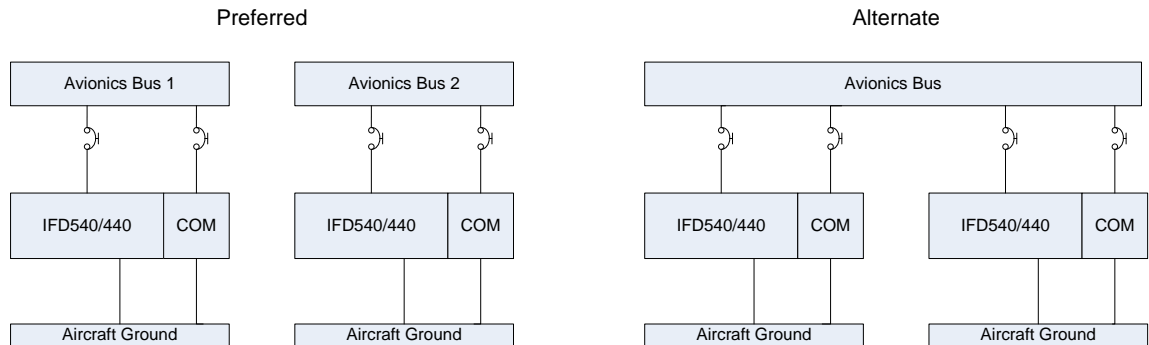 Preferred
Alternate
Avionics Bus 1
Avionics Bus 2
Avionics Bus
IFD540/440
COM
IFD540/440
COM
IFD540/440
COM
IFD540/440
COM
Aircraft Ground
Aircraft Ground
Aircraft Ground
Aircraft Ground